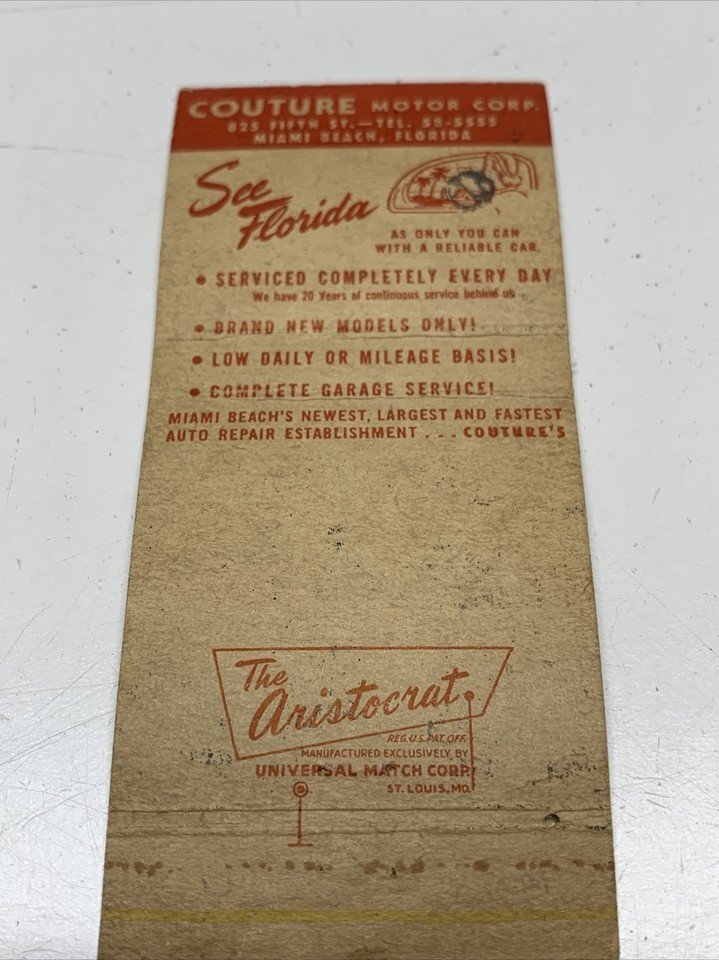 COUTURE MOTOR CORP.
825 FIFTH ST.—TEL. 58-5555
MIAMI BEACH, FLORIDA
See
Florida
AS ONLY YOU CAN
WITH A RELIABLE CAR
• SERVICED COMPLETELY EVERY DAY
We have 20 Years of continuous service behind us
• BRAND NEW MODELS ONLY!
• LOW DAILY OR MILEAGE BASIS!
• COMPLETE GARAGE SERVICE!
MIAMI BEACH'S NEWEST, LARGEST AND FASTEST
AUTO REPAIR ESTABLISHMENT . . . COUTURE'S
The
Aristocrat
REG. U.S. PAT. OFF.
MANUFACTURED EXCLUSIVELY BY
UNIVERSAL MATCH CORP.
ST. LOUIS, MO.